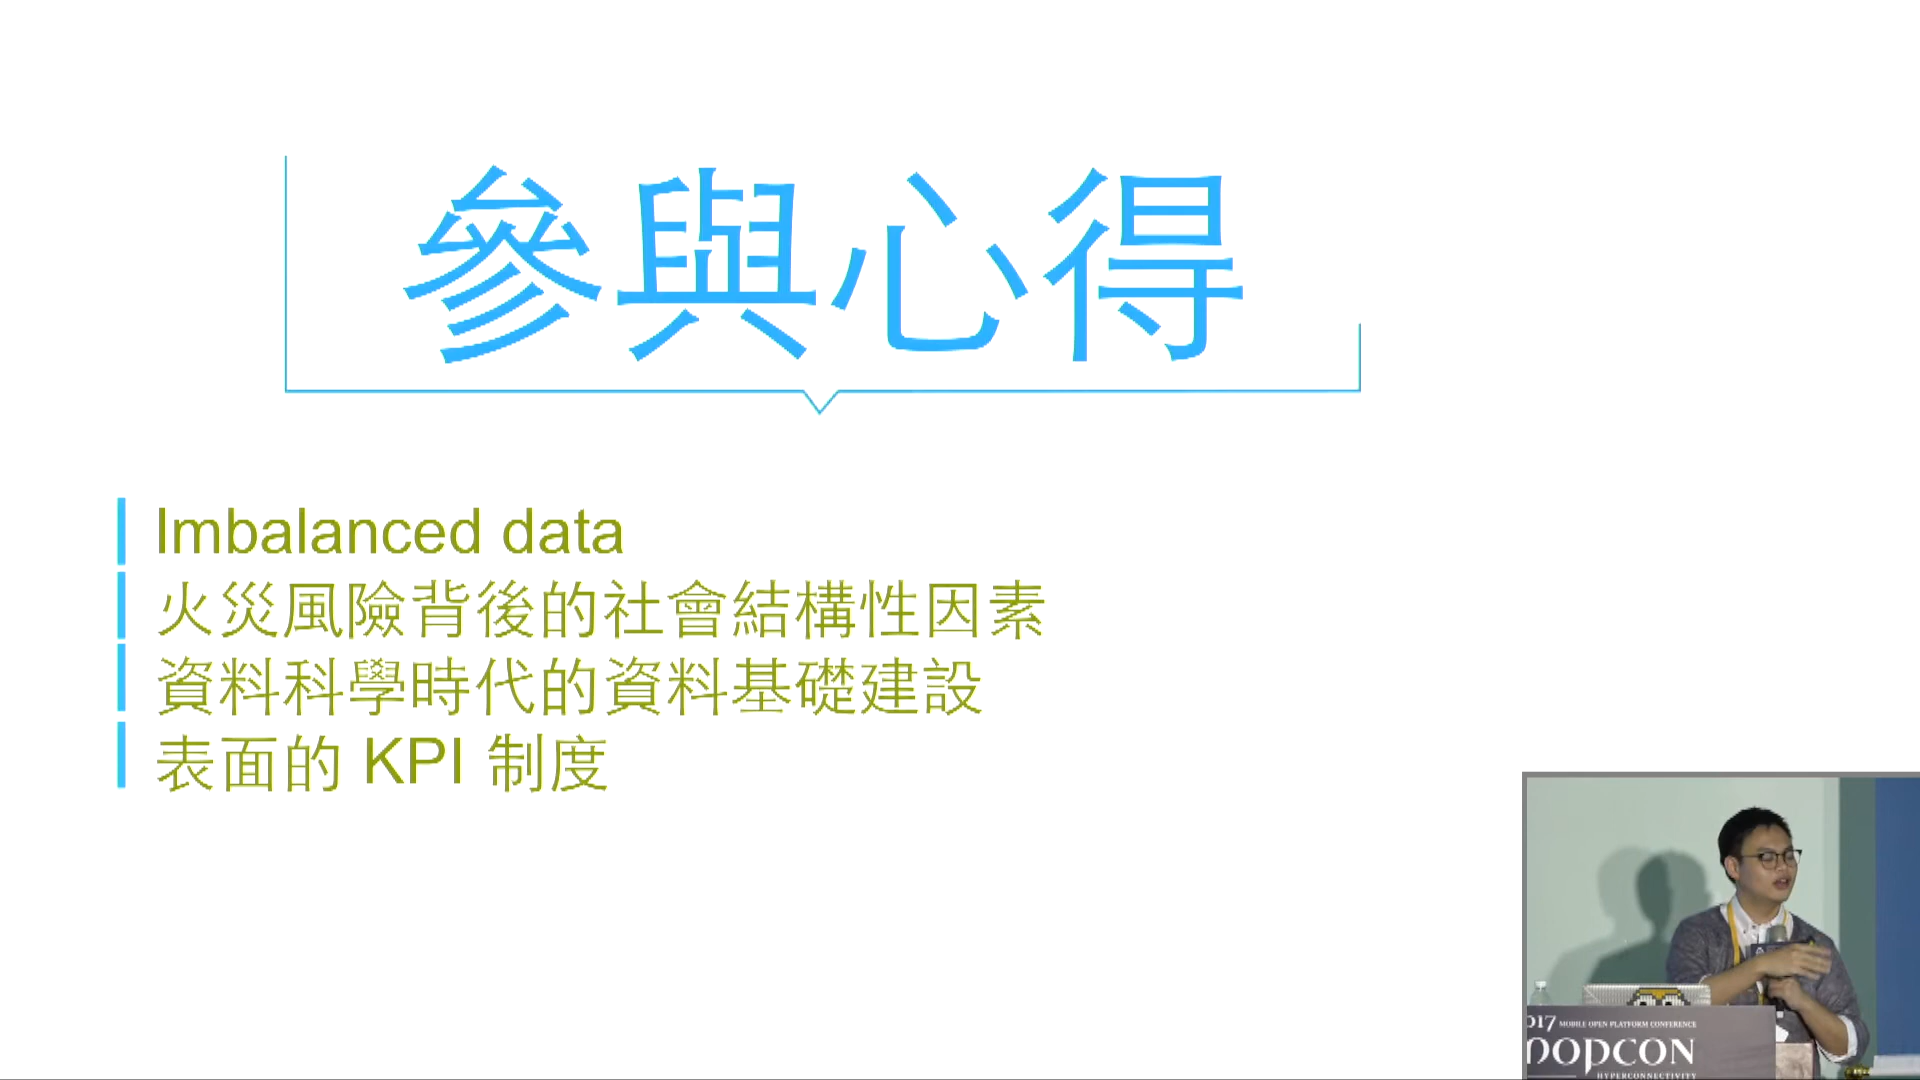 參與心得
Imbalanced data
火災風險背後的社會結構性因素
資料科學時代的資料基礎建設
表面的 KPI 制度
017 MOBILE OPEN PLATFORM CONFERENCE
MOPCON
HYPERCONNECTIVITY